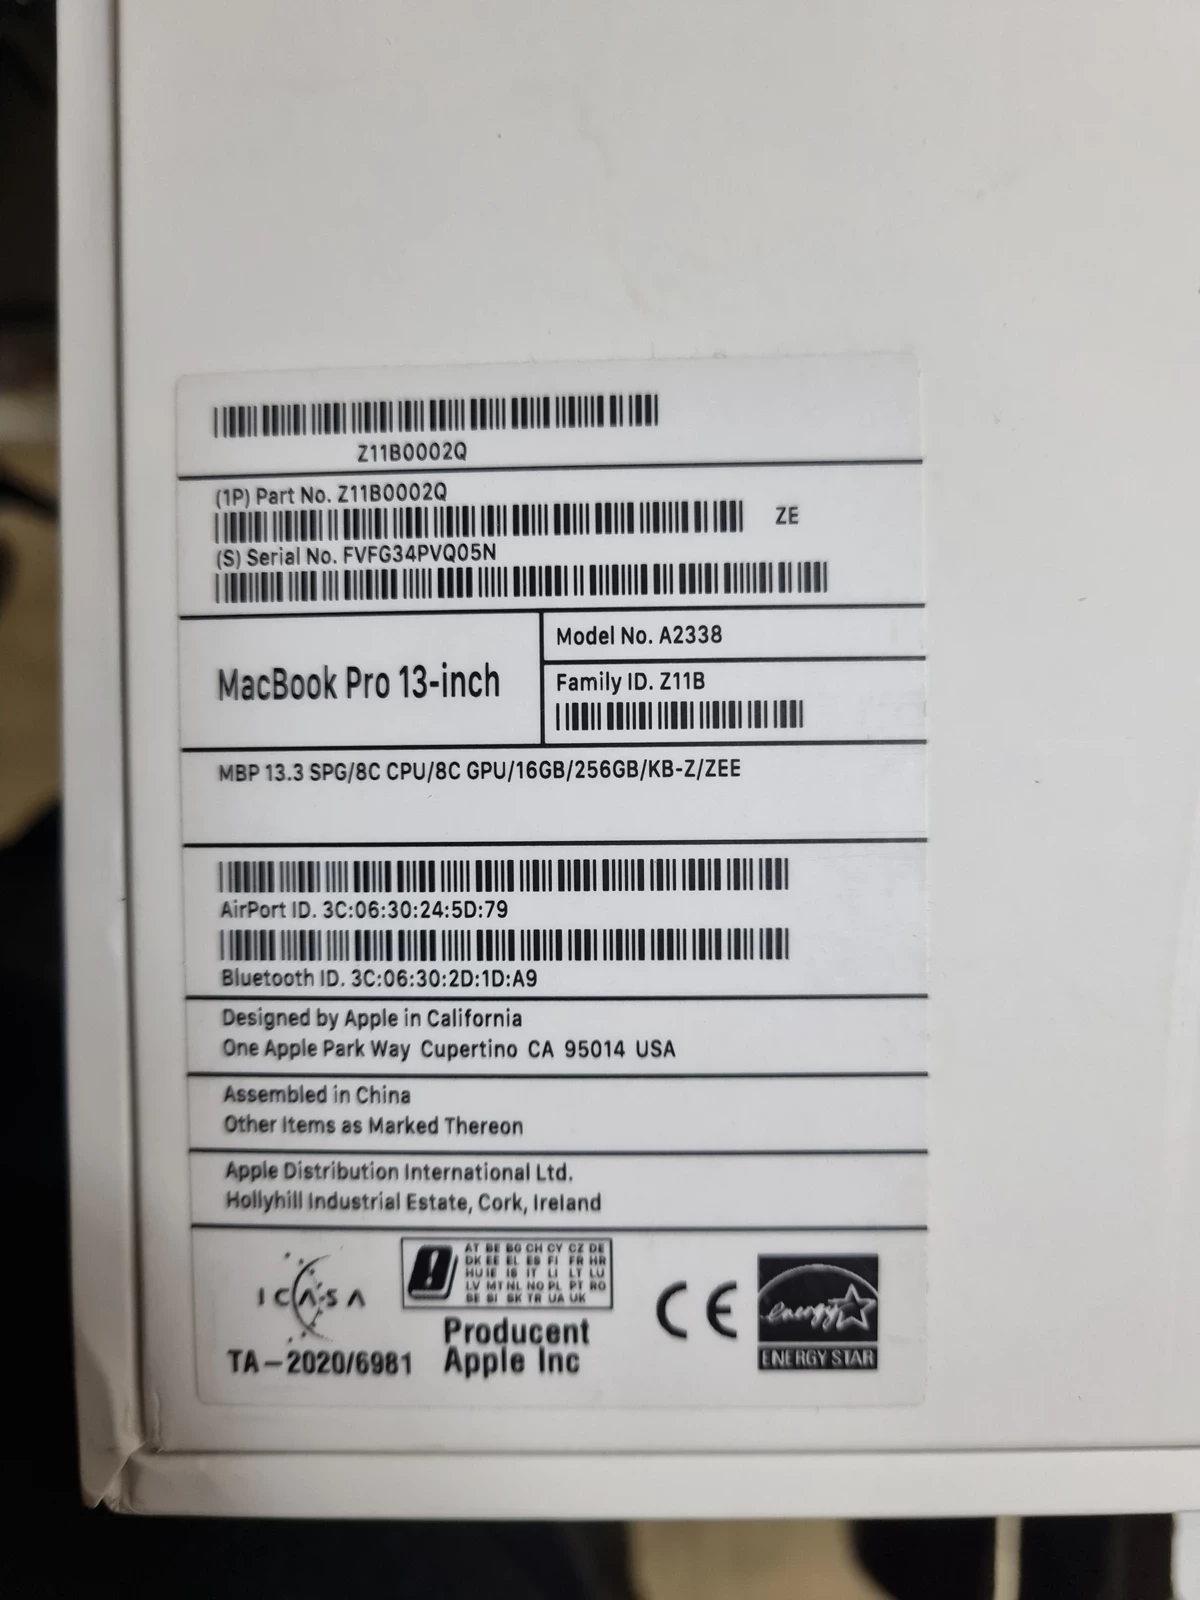 Z11B0002Q
(1P) Part No. Z11B0002Q
ZE
(S) Serial No. FVFG34PVQ05N
MacBook Pro 13-inch
Model No. A2338
Family ID. Z11B
MBP 13.3 SPG/8C CPU/8C GPU/16GB/256GB/KB-Z/ZEE
AirPort ID. 3C:06:30:24:5D:79
Bluetooth ID. 3C:06:30:2D:1D:A9
Designed by Apple in California
One Apple Park Way Cupertino CA 95014 USA
Assembled in China
Other Items as Marked Thereon
Apple Distribution International Ltd.
Hollyhill Industrial Estate, Cork, Ireland
ICASA
TA-2020/6981
AT BE BG CH CY CZ DE
DK EE EL ES FI FR HR
HU IE IS IT LI LT LU
LV MT NL NO PL PT RO
SE SI SK TR UA UK
Producent
Apple Inc
CE
energy
ENERGY STAR